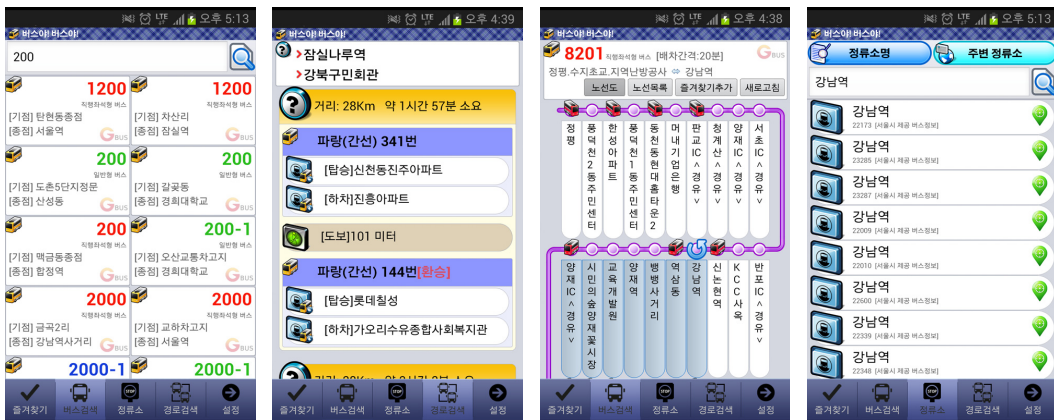 LTE 오후 5:13
버스야! 버스야!
200
1200
직행좌석형 버스
[기점] 탄현동종점
[종점] 서울역
GBUS
1200
직행좌석형 버스
[기점] 차산리
[종점] 잠실역
GBUS
200
일반형 버스
[기점] 도촌5단지정문
[종점] 산성동
GBUS
200
일반형 버스
[기점] 갈곶동
[종점] 경희대학교
GBUS
200
직행좌석형 버스
[기점] 맥금동종점
[종점] 합정역
GBUS
200-1
일반형 버스
[기점] 오산교통차고지
[종점] 경희대학교
GBUS
2000
직행좌석형 버스
[기점] 금곡2리
[종점] 강남역사거리
GBUS
2000
직행좌석형 버스
[기점] 교하차고지
[종점] 서울역
GBUS
2000-1
2000-1
즐겨찾기 버스검색 정류소 경로검색 설정
LTE 오후 4:39
버스야! 버스야!
잠실나루역
강북구민회관
거리: 28Km 약 1시간 57분 소요
파랑(간선) 341번
[탑승]신천동진주아파트
[하차]진흥아파트
[도보]101 미터
파랑(간선) 144번[환승]
[탑승]롯데칠성
[하차]가오리수유종합사회복지관
즐겨찾기 버스검색 정류소 경로검색 설정
LTE 오후 4:38
버스야! 버스야!
8201 직행좌석형 버스 [배차간격:20분]
GBUS
정평.수지초교.지역난방공사 ⇔ 강남역
노선도 노선목록 즐겨찾기추가 새로고침
정평
풍덕천2동주민센터
한성아파트
풍덕천1동주민센터
동천동현대홈타운2
머내기업은행
판교IC<경유>
청계산<경유>
양재IC<경유>
서초IC<경유>
양재IC<경유>
시민의숲양재꽃시장
교육개발원
양재역
뱅뱅사거리
역삼동
강남역
신논현역
KCC사옥
반포IC<경유>
즐겨찾기 버스검색 정류소 경로검색 설정
LTE 오후 5:13
버스야! 버스야!
정류소명 주변 정류소
강남역
강남역
22173 [서울시 제공 버스정보]
강남역
23285 [서울시 제공 버스정보]
강남역
23287 [서울시 제공 버스정보]
강남역
22009 [서울시 제공 버스정보]
강남역
22010 [서울시 제공 버스정보]
강남역
22600 [서울시 제공 버스정보]
강남역
22339 [서울시 제공 버스정보]
강남역
22348 [서울시 제공 버스정보]
즐겨찾기 버스검색 정류소 경로검색 설정